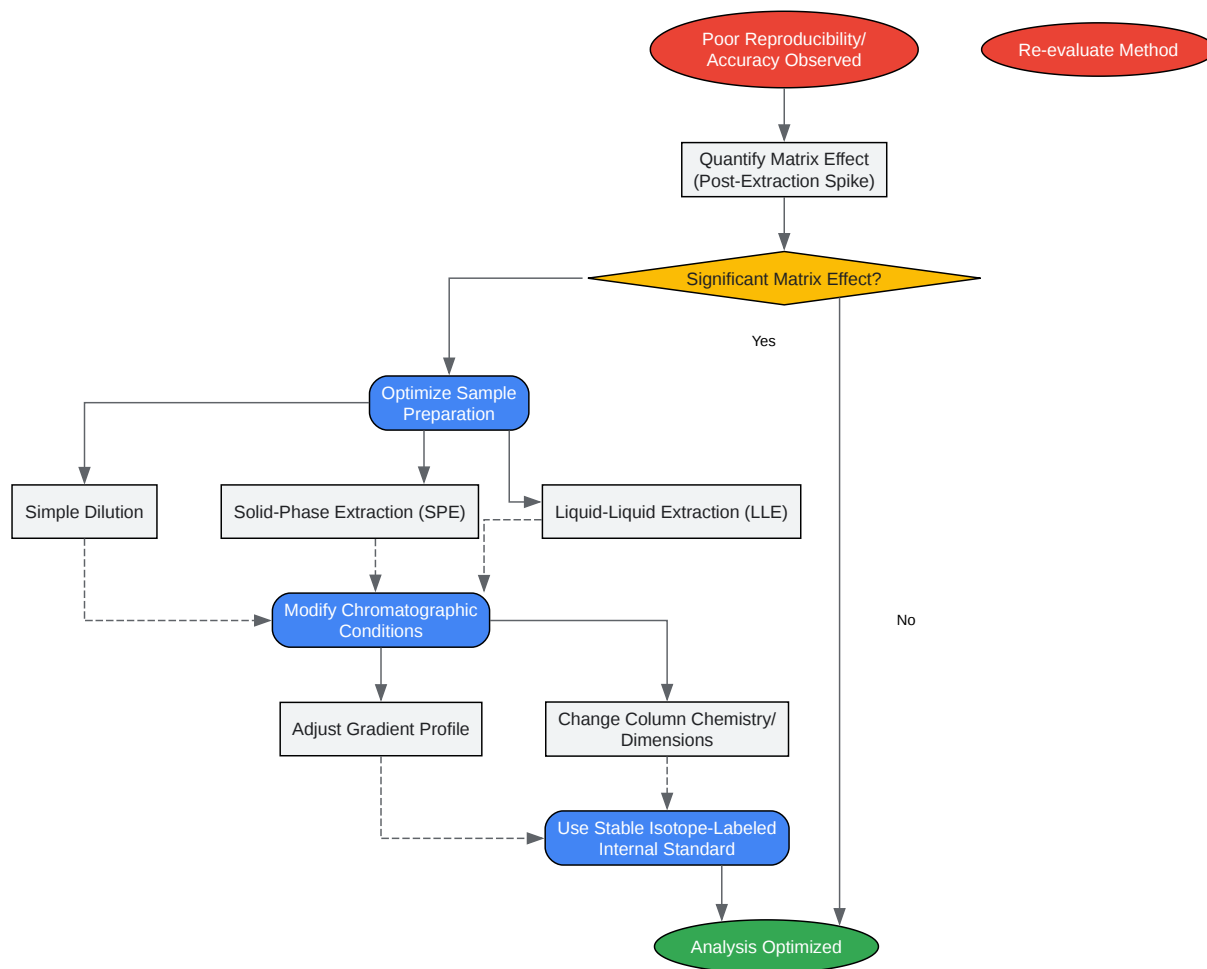 Poor Reproducibility/
Accuracy Observed
Re-evaluate Method
Quantify Matrix Effect
(Post-Extraction Spike)
Significant Matrix Effect?
Yes
Optimize Sample
Preparation
Simple Dilution
Solid-Phase Extraction (SPE)
Liquid-Liquid Extraction (LLE)
Modify Chromatographic
Conditions
No
Adjust Gradient Profile
Change Column Chemistry/
Dimensions
Use Stable Isotope-Labeled
Internal Standard
Analysis Optimized